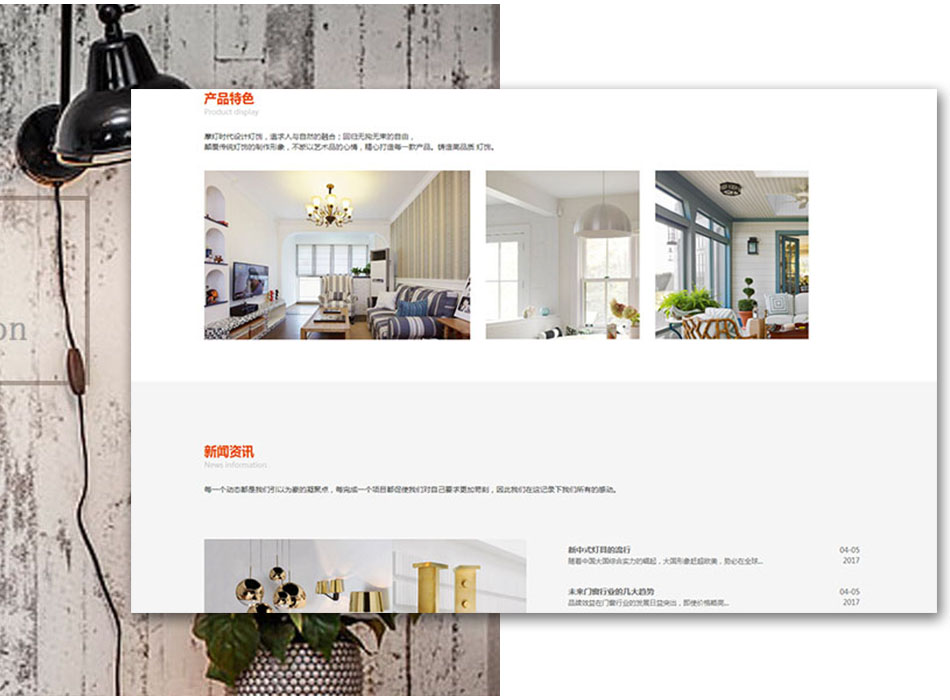 产品特色
Product display
摩灯时代设计灯饰，追求人与自然的融合；回归无拘无束的自由，
颠覆传统灯饰的制作形象，不断以艺术品的心情，精心打造每一款产品。铸造高品质 灯饰。
on
新闻资讯
News information
每一个动态都是我们引以为豪的凝聚点，每完成一个项目都促使我们对自己要求更加苛刻，因此我们在这记录下我们所有的感动。
新中式灯具的流行 04-05
随着中国大国综合实力的崛起，大国形象赶超欧美，势必在全球... 2017
未来门窗行业的几大趋势 04-05
品牌效益在门窗行业的发展日益突出，即使价格略高... 2017